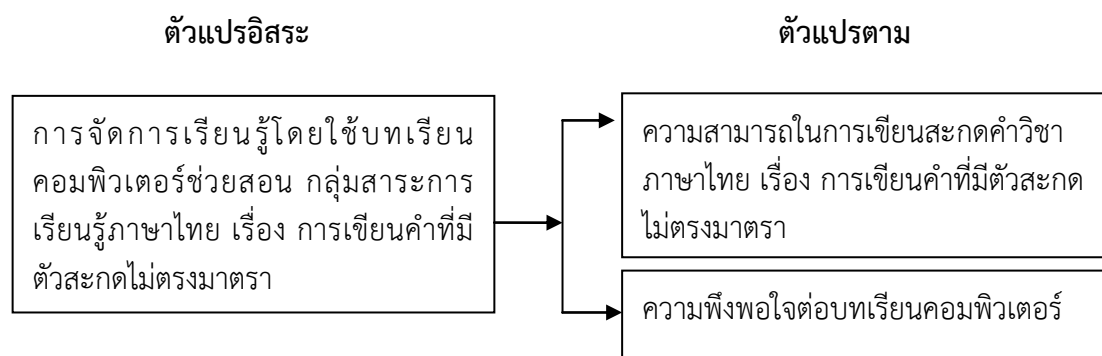 ตัวแปรอิสระ
ตัวแปรตาม
การจัดการเรียนรู้โดยใช้บทเรียน
คอมพิวเตอร์ช่วยสอน กลุ่มสาระการ
เรียนรู้ภาษาไทย เรื่อง การเขียนคำที่มี
ตัวสะกดไม่ตรงมาตรา
ความสามารถในการเขียนสะกดคำวิชา
ภาษาไทย เรื่อง การเขียนคำที่มีตัวสะกด
ไม่ตรงมาตรา
ความพึงพอใจต่อบทเรียนคอมพิวเตอร์